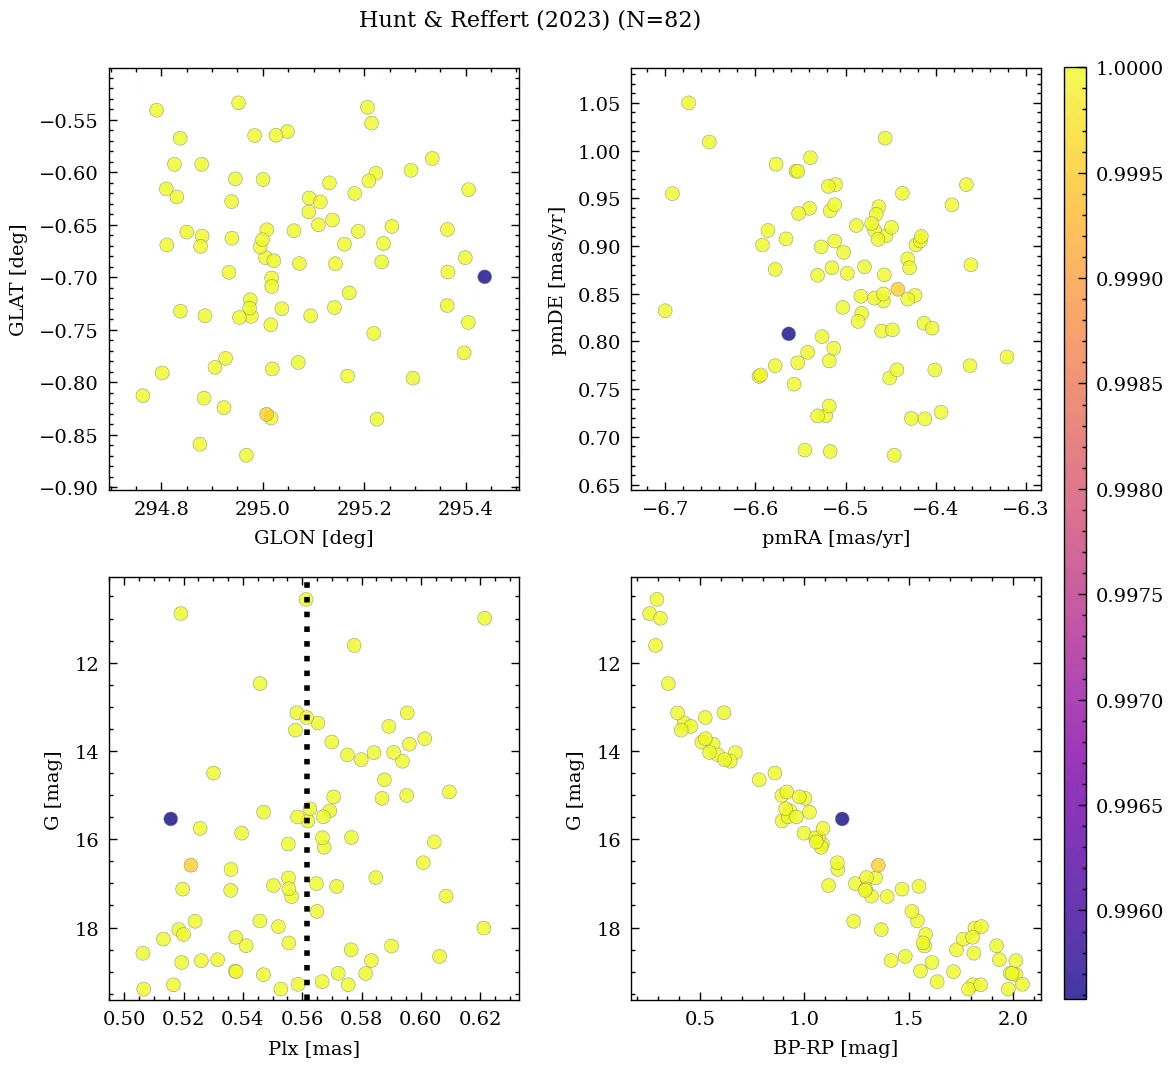 Hunt & Reffert (2023) (N=82)
−0.55
−0.60
−0.65
−0.70
−0.75
−0.80
−0.85
−0.90
GLAT [deg]
294.8 295.0 295.2 295.4
GLON [deg]
1.05
1.00
0.95
0.90
0.85
0.80
0.75
0.70
0.65
pmDE [mas/yr]
−6.7 −6.6 −6.5 −6.4 −6.3
pmRA [mas/yr]
1.0000
0.9995
0.9990
0.9985
0.9980
0.9975
0.9970
0.9965
0.9960
12
14
16
18
G [mag]
0.50 0.52 0.54 0.56 0.58 0.60 0.62
Plx [mas]
12
14
16
18
G [mag]
0.5 1.0 1.5 2.0
BP-RP [mag]